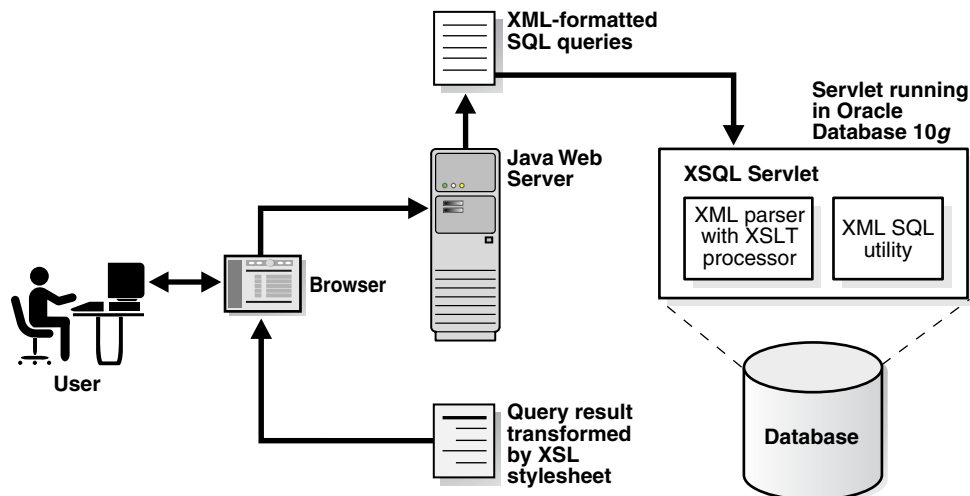 XML-formatted
SQL queries
Servlet running
in Oracle
Database 10g
Java Web
Server
XSQL Servlet
XML parser
with XSLT
processor
XML SQL
utility
Browser
User
Query result
transformed
by XSL
stylesheet
Database